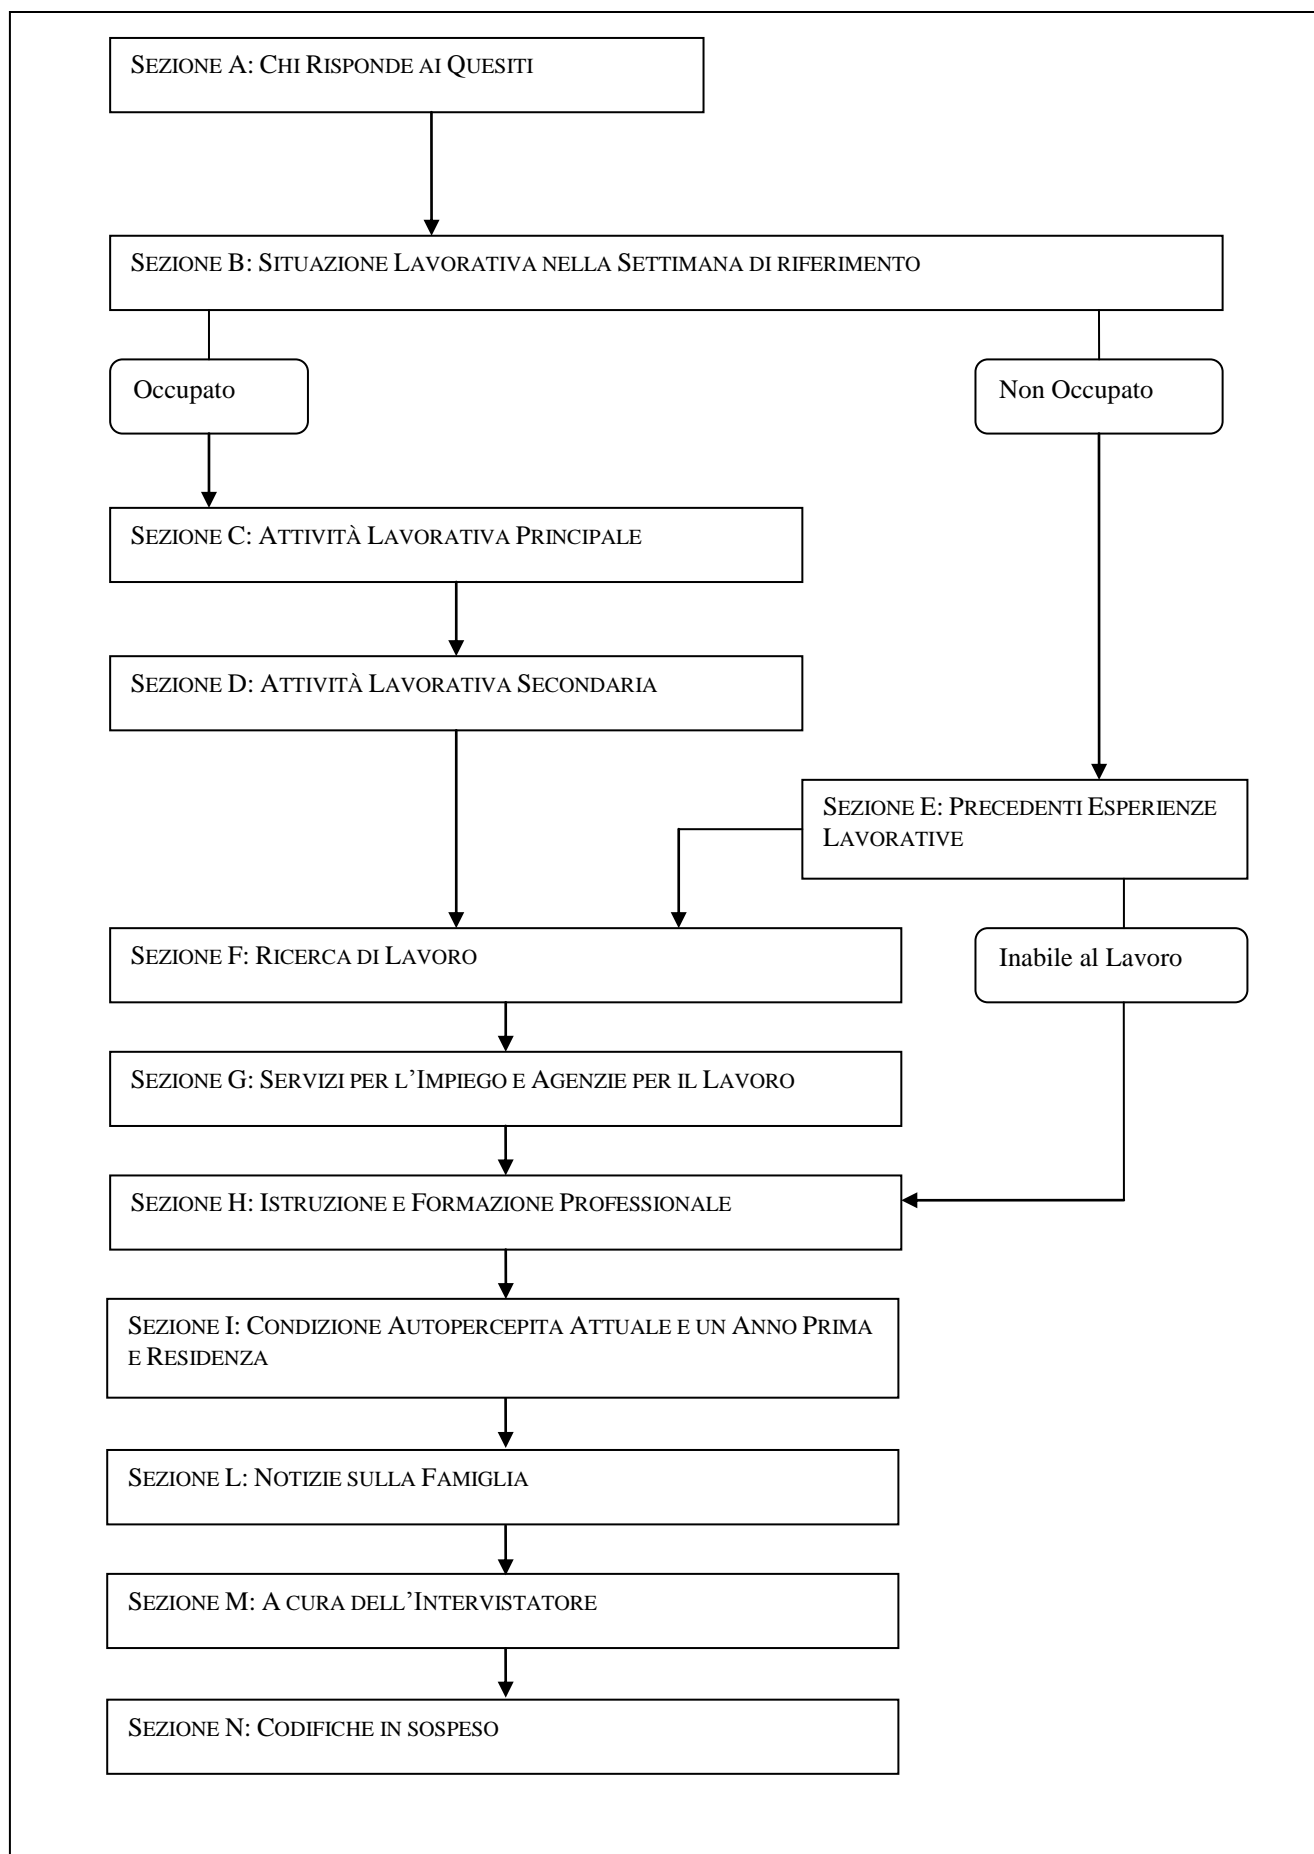 SEZIONE A: CHI RISPONDE AI QUESITI
SEZIONE B: SITUAZIONE LAVORATIVA NELLA SETTIMANA DI RIFERIMENTO
Occupato
Non Occupato
SEZIONE C: ATTIVITÀ LAVORATIVA PRINCIPALE
SEZIONE D: ATTIVITÀ LAVORATIVA SECONDARIA
SEZIONE E: PRECEDENTI ESPERIENZE
LAVORATIVE
SEZIONE F: RICERCA DI LAVORO
Inabile al Lavoro
SEZIONE G: SERVIZI PER L’IMPIEGO E AGENZIE PER IL LAVORO
SEZIONE H: ISTRUZIONE E FORMAZIONE PROFESSIONALE
SEZIONE I: CONDIZIONE AUTOPERCEPITA ATTUALE E UN ANNO PRIMA
E RESIDENZA
SEZIONE L: NOTIZIE SULLA FAMIGLIA
SEZIONE M: A CURA DELL’INTERVISTATORE
SEZIONE N: CODIFICHE IN SOSPESO